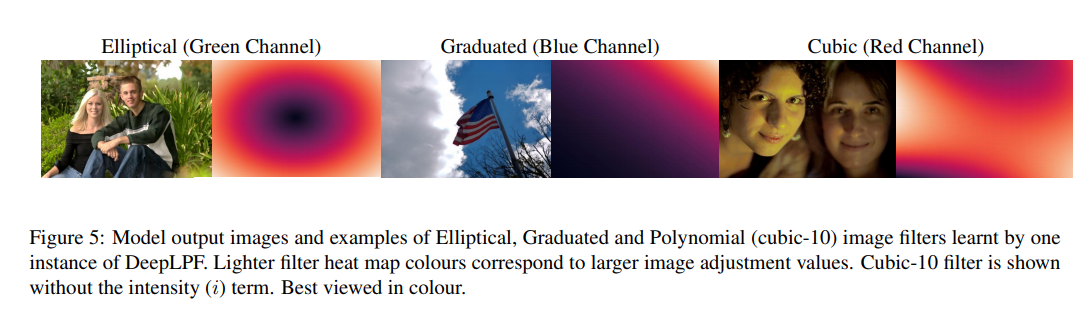 Elliptical (Green Channel) Graduated (Blue Channel) Cubic (Red Channel)
Figure 5: Model output images and examples of Elliptical, Graduated and Polynomial (cubic-10) image filters learnt by one
instance of DeepLPF. Lighter filter heat map colours correspond to larger image adjustment values. Cubic-10 filter is shown
without the intensity (i) term. Best viewed in colour.